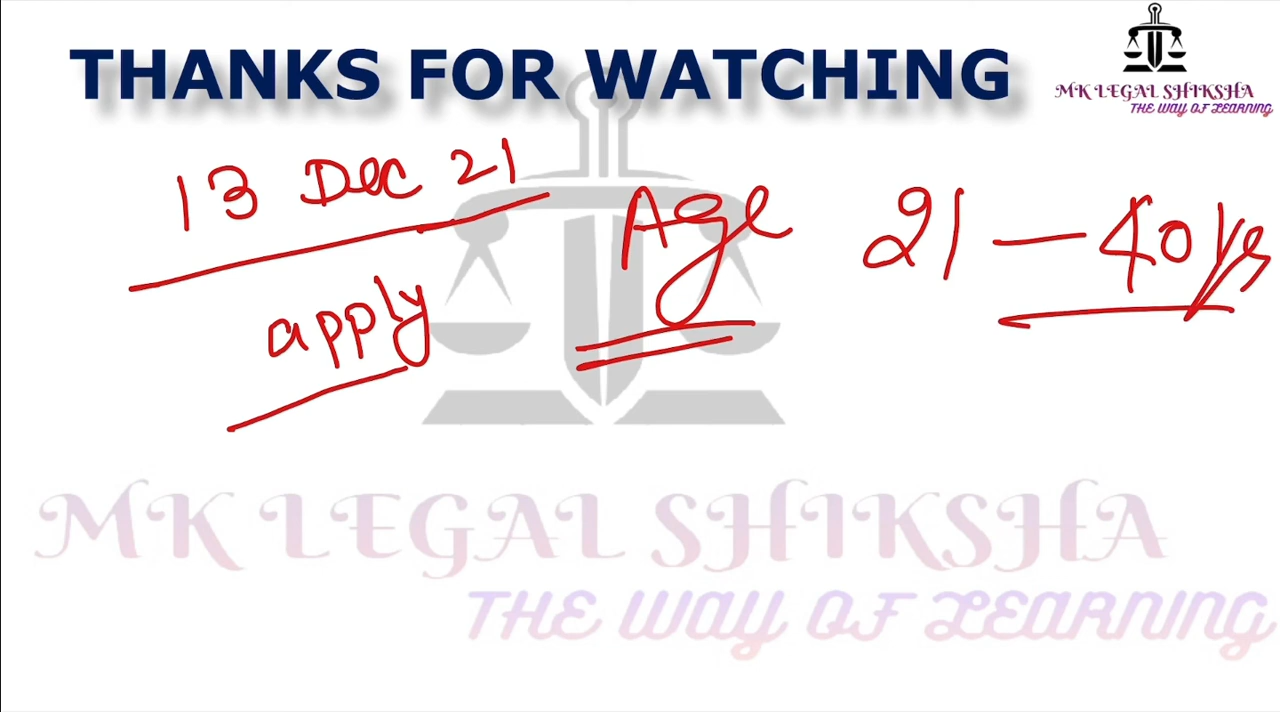 THANKS FOR WATCHING
MK LEGAL SHIKSHA
THE WAY OF LEARNING
13 Dec 21
apply
Age 21 - 40 yrs
MK LEGAL SHIKSHA
THE WAY OF LEARNING